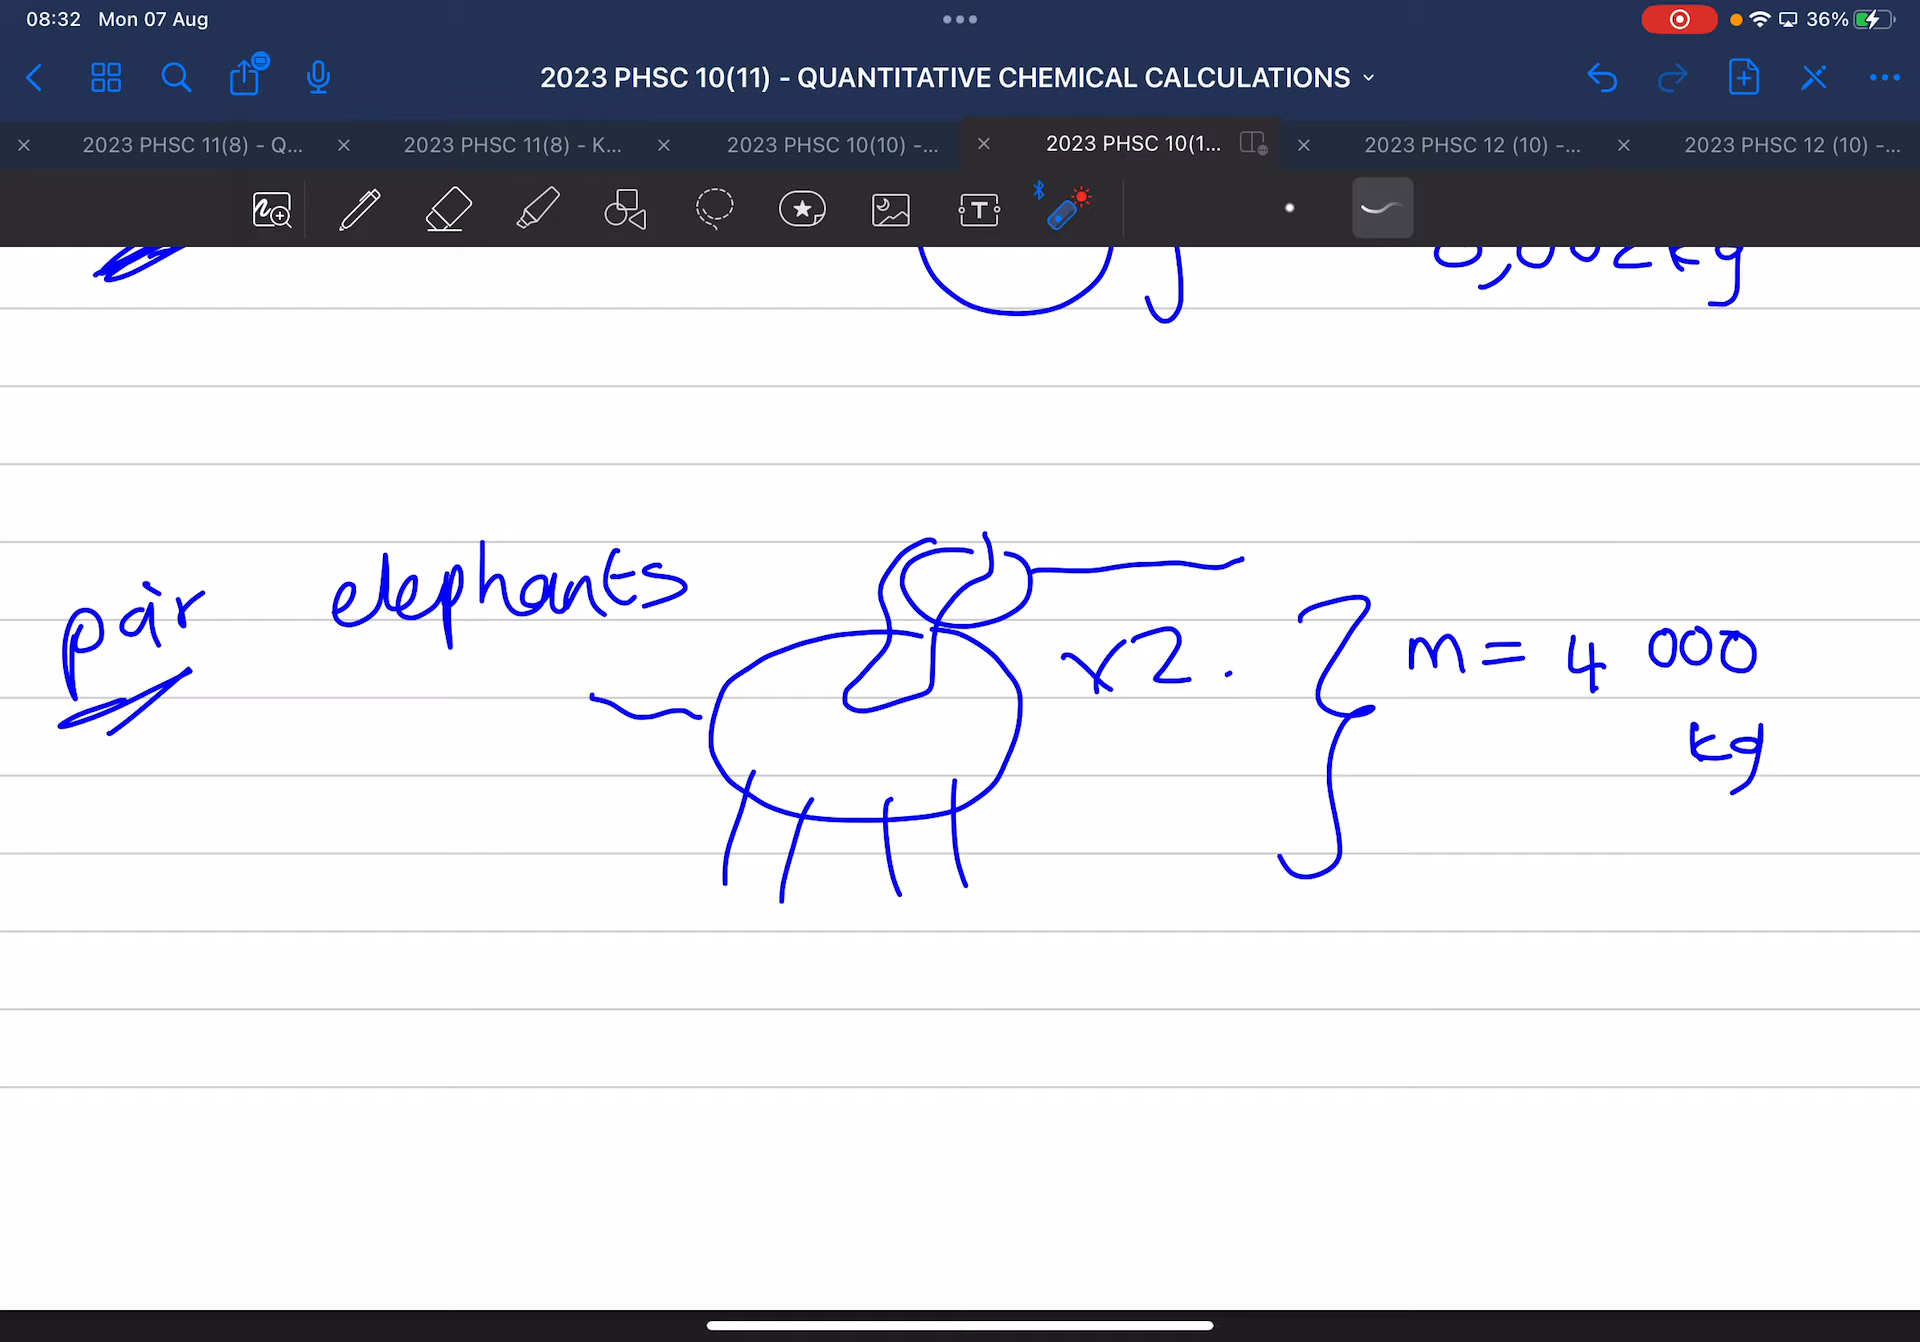 08:32 Mon 07 Aug
36%
2023 PHSC 10(11) - QUANTITATIVE CHEMICAL CALCULATIONS
2023 PHSC 11(8) - Q... 2023 PHSC 11(8) - K... 2023 PHSC 10(10) -... 2023 PHSC 10(1... 2023 PHSC 12 (10) -... 2023 PHSC 12 (10) -...
T
0,002kg
pair elephants
x2. m = 4 000
kg